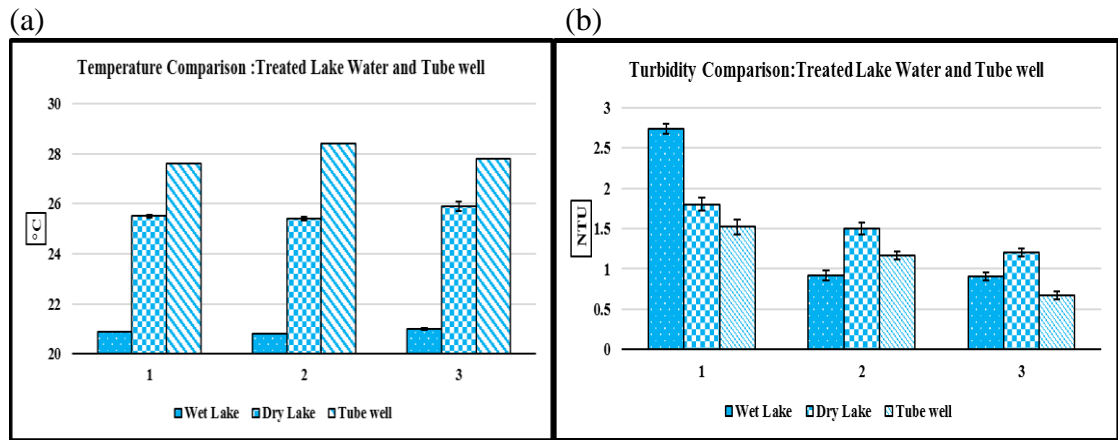 (a)
Temperature Comparison :Treated Lake Water and Tube well
30
28
26
24
22
20
°C
1 2 3
Wet Lake Dry Lake Tube well
(b)
Turbidity Comparison:Treated Lake Water and Tube well
3
2.5
2
1.5
1
0.5
0
NTU
1 2 3
Wet Lake Dry Lake Tube well